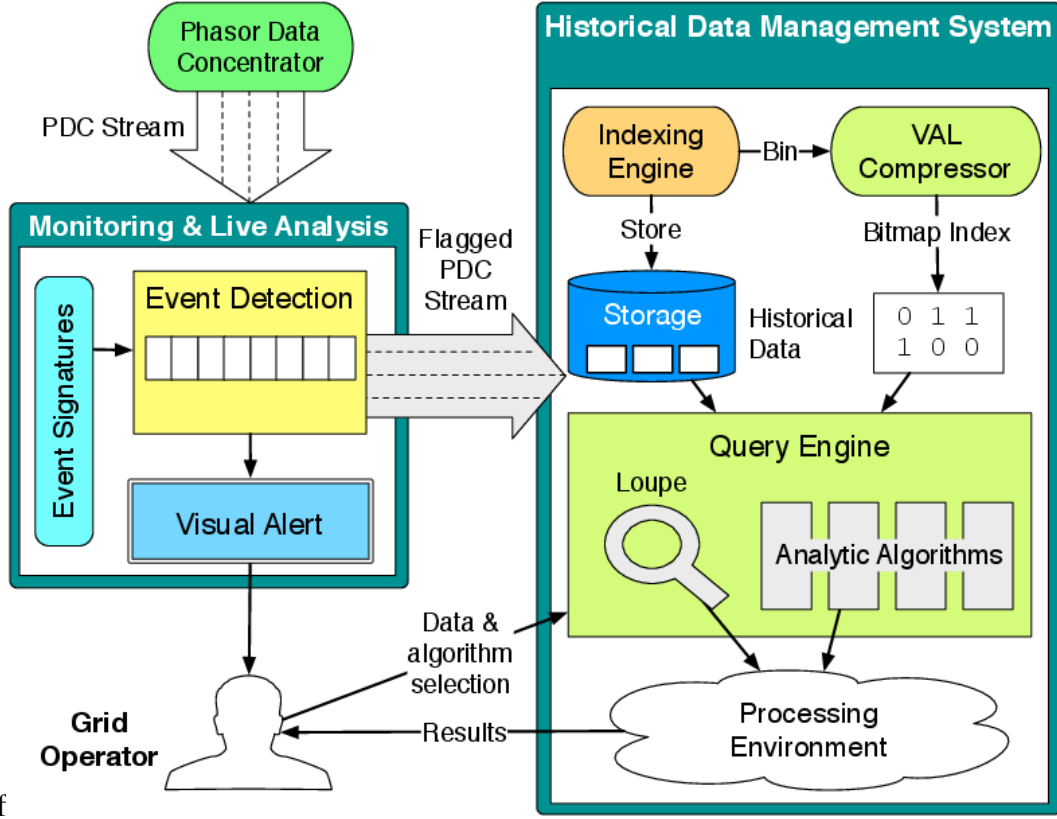 Phasor Data
Concentrator
PDC Stream
Monitoring & Live Analysis
Event Signatures
Event Detection
Visual Alert
Flagged
PDC
Stream
Historical Data Management System
Indexing
Engine
Bin
VAL
Compressor
Store
Bitmap Index
Storage
Historical
Data
0 1 1
1 0 0
Query Engine
Loupe
Analytic Algorithms
Data &
algorithm
selection
Grid
Operator
Results
Processing
Environment
f